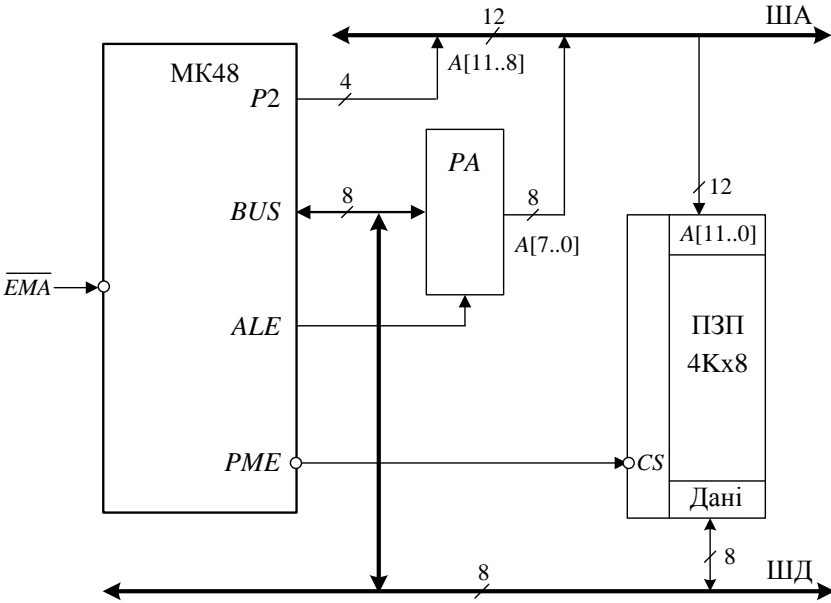 ША
12
МК48
A[11..8]
4
P2
PA
8
BUS
8
12
A[7..0]
A[11..0]
EMA
ALE
ПЗП
4Kx8
PME
CS
Дані
8
8
ШД